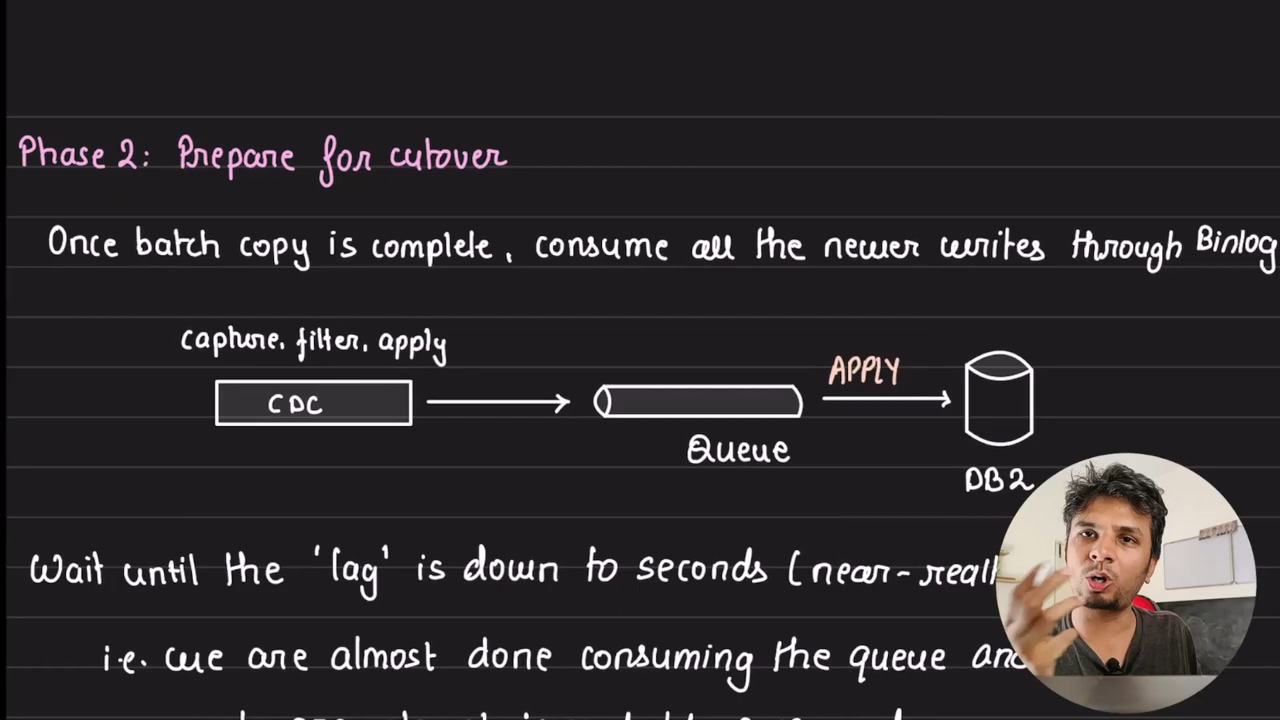 Phase 2: Prepare for cutover
Once batch copy is complete, consume all the newer writes through Binlog
capture, filter, apply
CDC
APPLY
Queue
DB2
Wait until the 'lag' is down to seconds (near-real
i.e. we are almost done consuming the queue and